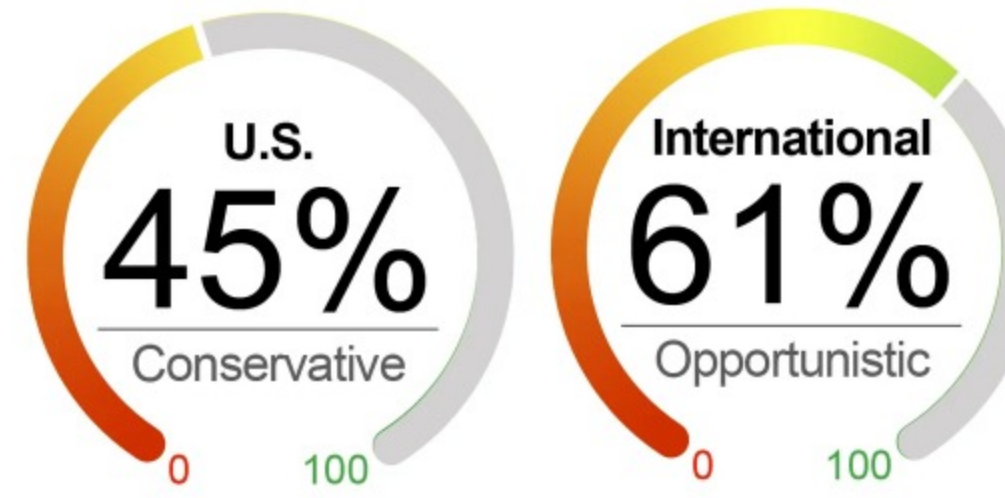 U.S.
45%
Conservative
0
100
International
61%
Opportunistic
0
100